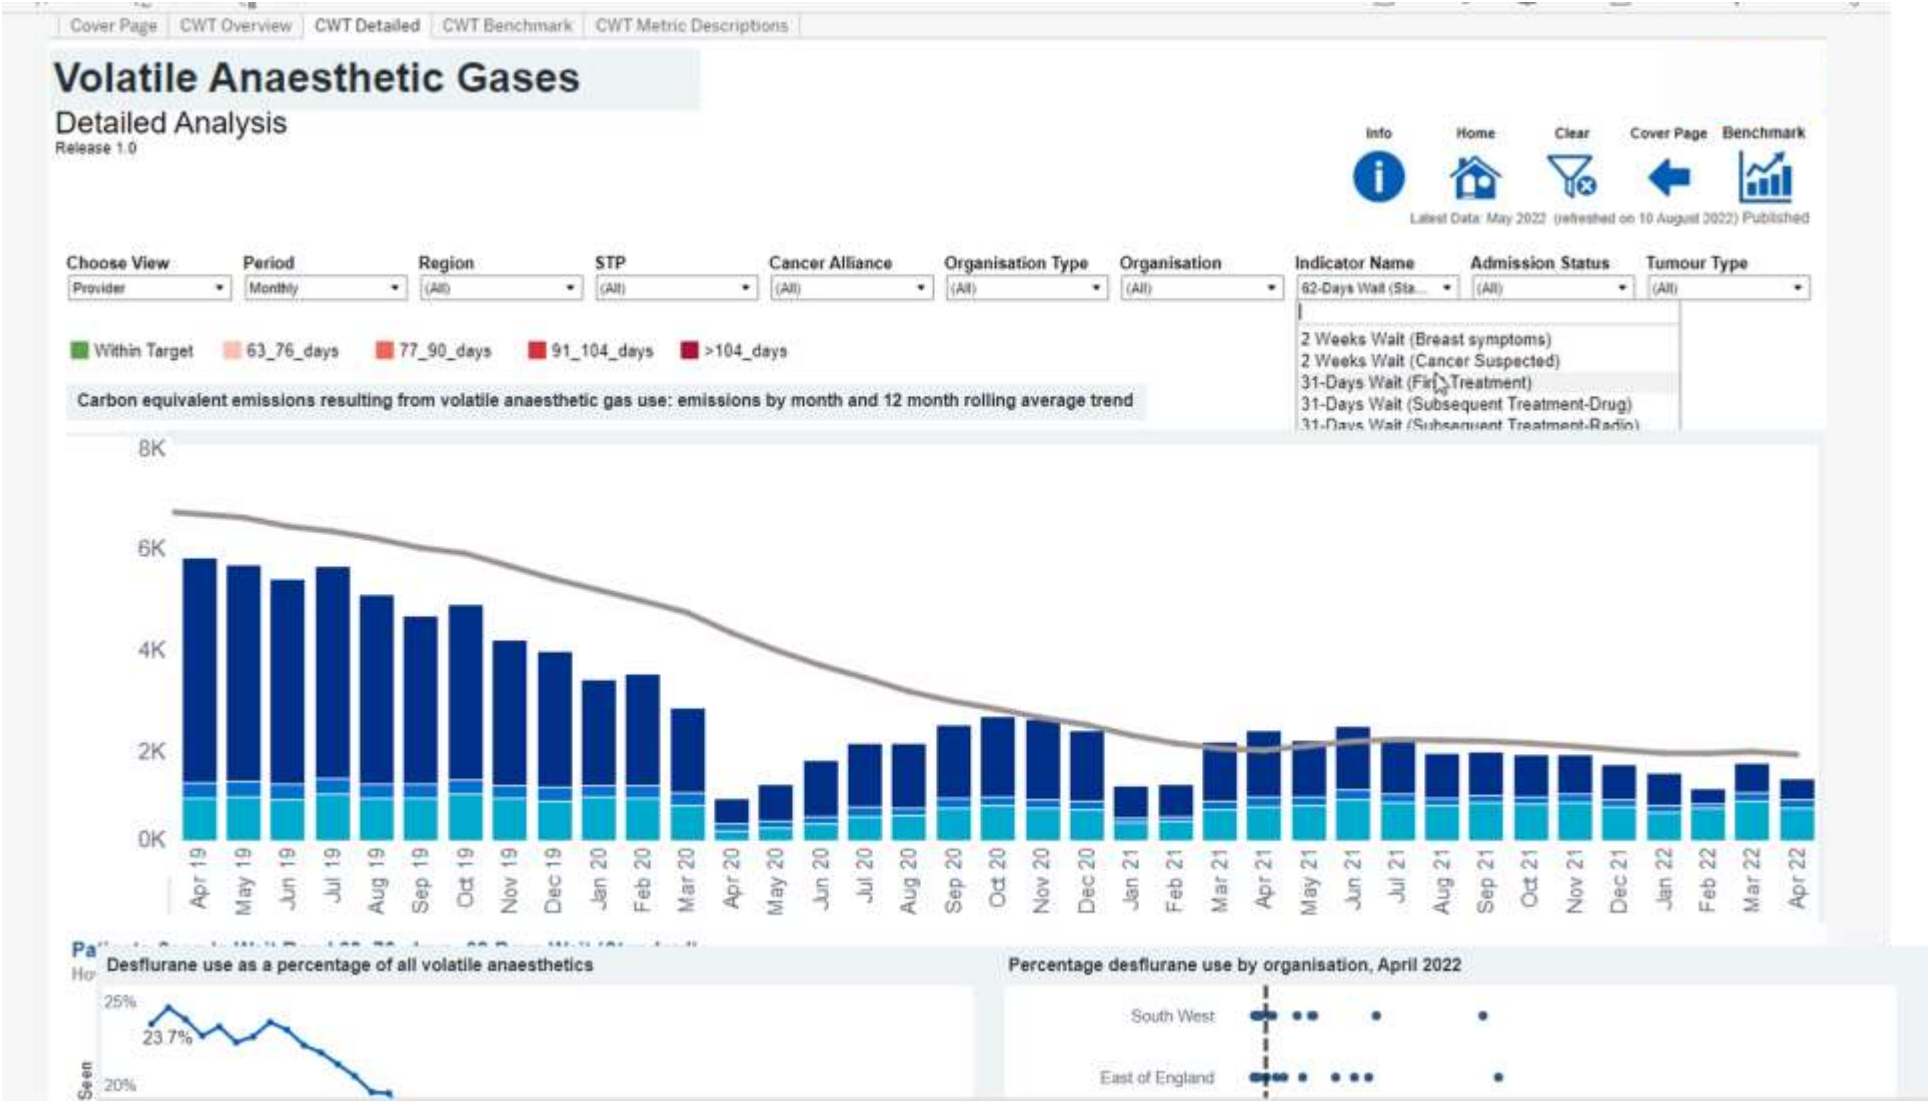 Cover Page CWT Overview CWT Detailed CWT Benchmark CWT Metric Descriptions
Volatile Anaesthetic Gases
Detailed Analysis
Release 1.0
Info Home Clear Cover Page Benchmark
Latest Data: May 2022 (refreshed on 10 August 2022) Published
Choose View Period Region STP Cancer Alliance Organisation Type Organisation Indicator Name Admission Status Tumour Type
Provider Monthly (All) (All) (All) (All) (All) 62-Days Wait (Sta... (All) (All)
2 Weeks Wait (Breast symptoms)
2 Weeks Wait (Cancer Suspected)
31-Days Wait (First Treatment)
31-Days Wait (Subsequent Treatment-Drug)
31-Days Wait (Subsequent Treatment-Radio)
Within Target 63_76_days 77_90_days 91_104_days >104_days
Carbon equivalent emissions resulting from volatile anaesthetic gas use: emissions by month and 12 month rolling average trend
8K
6K
4K
2K
0K
Apr 19 May 19 Jun 19 Jul 19 Aug 19 Sep 19 Oct 19 Nov 19 Dec 19 Jan 20 Feb 20 Mar 20 Apr 20 May 20 Jun 20 Jul 20 Aug 20 Sep 20 Oct 20 Nov 20 Dec 20 Jan 21 Feb 21 Mar 21 Apr 21 May 21 Jun 21 Jul 21 Aug 21 Sep 21 Oct 21 Nov 21 Dec 21 Jan 22 Feb 22 Mar 22 Apr 22
Desflurane use as a percentage of all volatile anaesthetics
25%
23.7%
20%
Seen
Percentage desflurane use by organisation, April 2022
South West
East of England